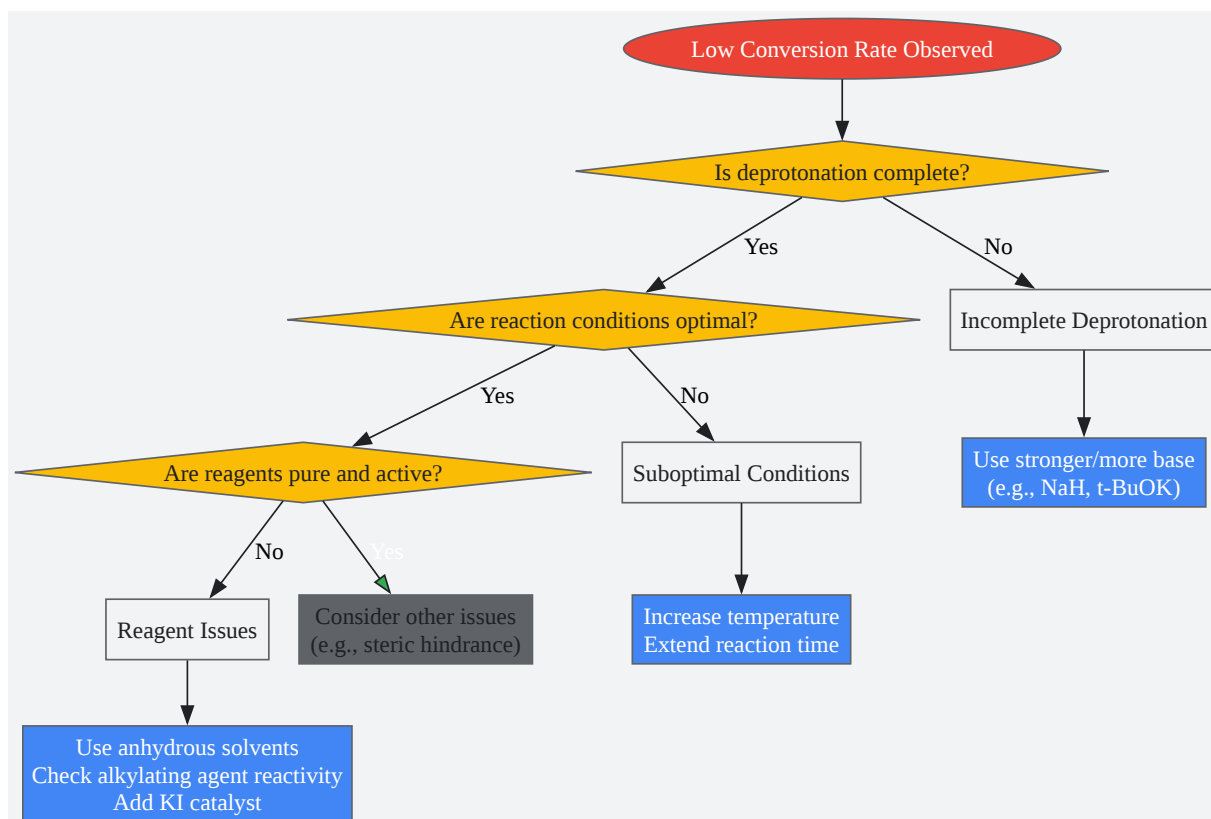 Low Conversion Rate Observed
Is deprotonation complete?
Yes
No
Are reaction conditions optimal?
Incomplete Deprotonation
Yes
No
Are reagents pure and active?
Suboptimal Conditions
Use stronger/more base
(e.g., NaH, t-BuOK)
No
Yes
Reagent Issues
Consider other issues
(e.g., steric hindrance)
Increase temperature
Extend reaction time
Use anhydrous solvents
Check alkylating agent reactivity
Add KI catalyst